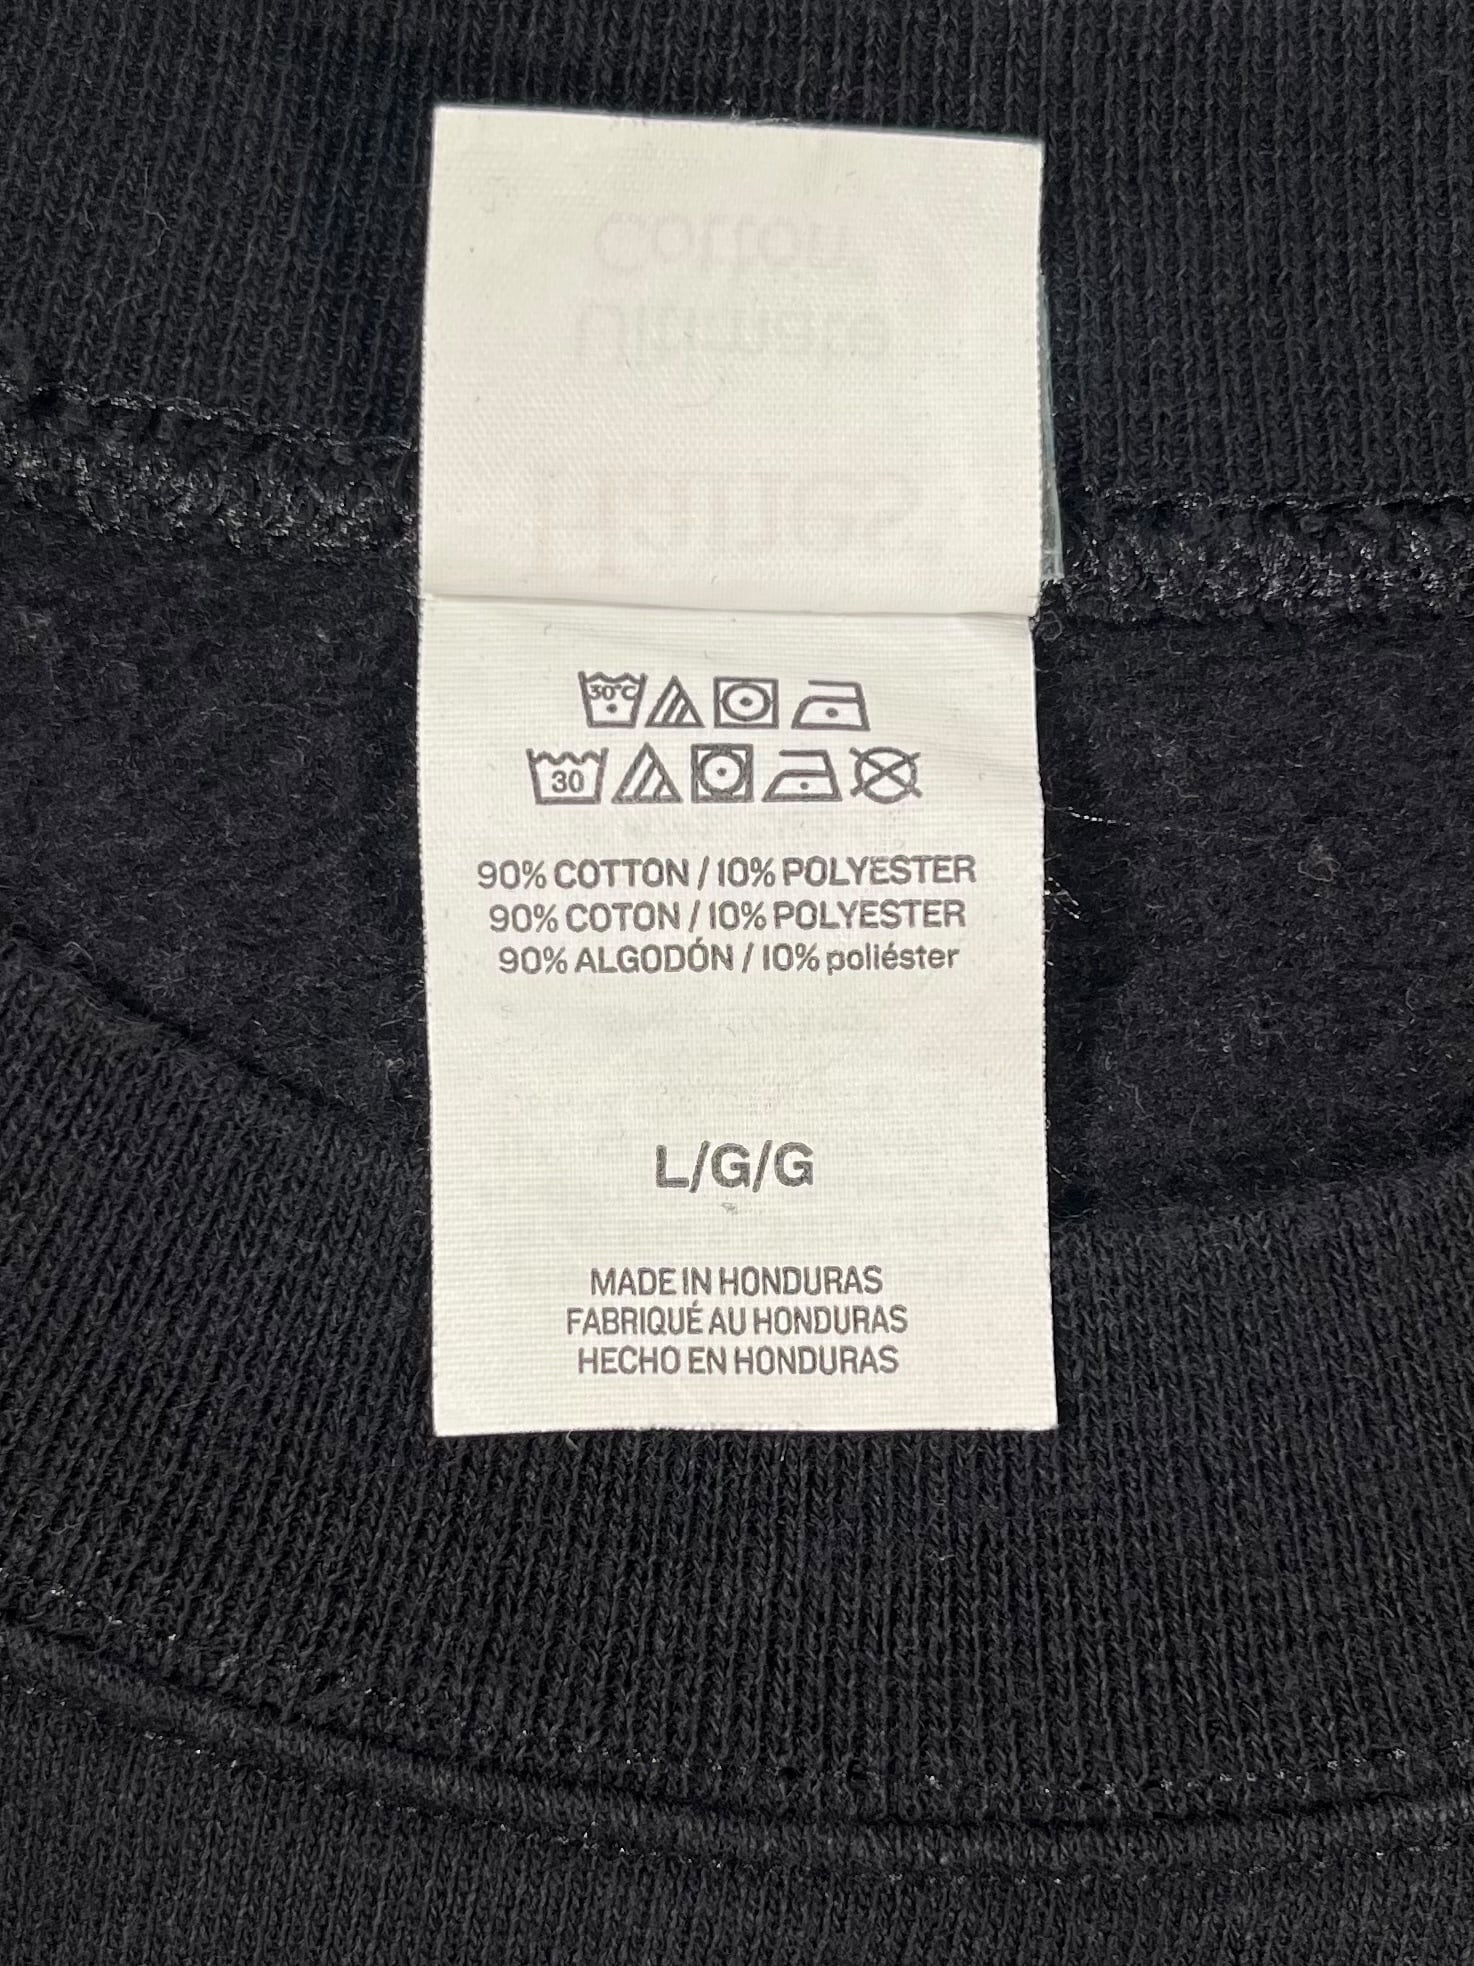 30°C
30
90% COTTON / 10% POLYESTER
90% COTON / 10% POLYESTER
90% ALGODÓN / 10% poliéster
L/G/G
MADE IN HONDURAS
FABRIQUÉ AU HONDURAS
HECHO EN HONDURAS